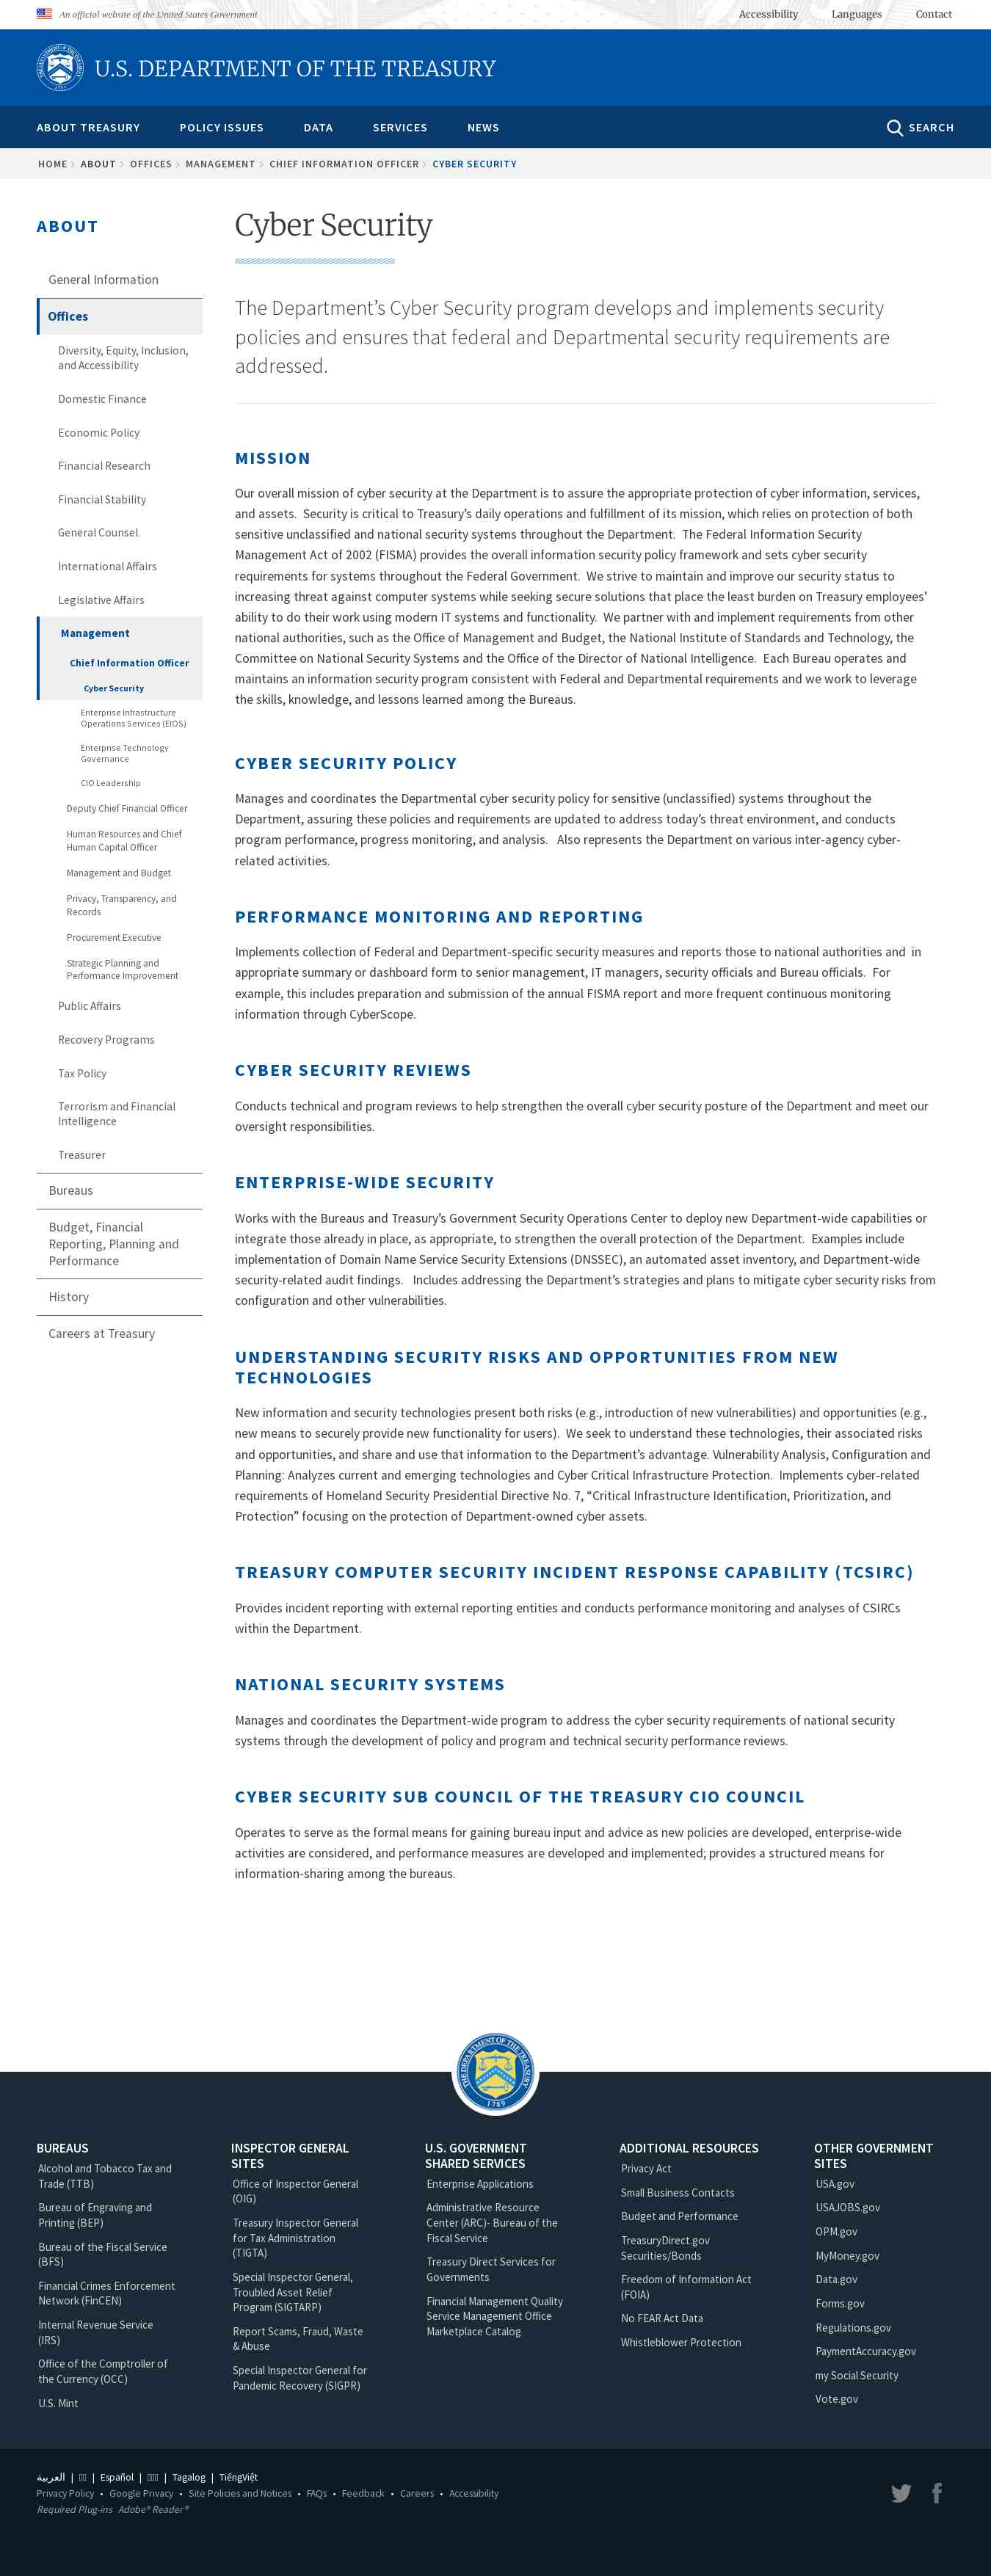 An official website of the United States Government
Accessibility
Languages
Contact
U.S. DEPARTMENT OF THE TREASURY
ABOUT TREASURY
POLICY ISSUES
DATA
SERVICES
NEWS
SEARCH
HOME
ABOUT
OFFICES
MANAGEMENT
CHIEF INFORMATION OFFICER
CYBER SECURITY
ABOUT
General Information
Offices
Diversity, Equity, Inclusion,
and Accessibility
Domestic Finance
Economic Policy
Financial Research
Financial Stability
General Counsel
International Affairs
Legislative Affairs
Management
Chief Information Officer
Cyber Security
Enterprise Infrastructure
Operations Services (EIOS)
Enterprise Technology
Governance
CIO Leadership
Deputy Chief Financial Officer
Human Resources and Chief
Human Capital Officer
Management and Budget
Privacy, Transparency, and
Records
Procurement Executive
Strategic Planning and
Performance Improvement
Public Affairs
Recovery Programs
Tax Policy
Terrorism and Financial
Intelligence
Treasurer
Bureaus
Budget, Financial
Reporting, Planning and
Performance
History
Careers at Treasury
Cyber Security
The Department’s Cyber Security program develops and implements security
policies and ensures that federal and Departmental security requirements are
addressed.
MISSION
Our overall mission of cyber security at the Department is to assure the appropriate protection of cyber information, services,
and assets.  Security is critical to Treasury’s daily operations and fulfillment of its mission, which relies on protection of both
sensitive unclassified and national security systems throughout the Department.  The Federal Information Security
Management Act of 2002 (FISMA) provides the overall information security policy framework and sets cyber security
requirements for systems throughout the Federal Government.  We strive to maintain and improve our security status to
increasing threat against computer systems while seeking secure solutions that place the least burden on Treasury employees’
ability to do their work using modern IT systems and functionality.  We partner with and implement requirements from other
national authorities, such as the Office of Management and Budget, the National Institute of Standards and Technology, the
Committee on National Security Systems and the Office of the Director of National Intelligence.  Each Bureau operates and
maintains an information security program consistent with Federal and Departmental requirements and we work to leverage
the skills, knowledge, and lessons learned among the Bureaus.
CYBER SECURITY POLICY
Manages and coordinates the Departmental cyber security policy for sensitive (unclassified) systems throughout the
Department, assuring these policies and requirements are updated to address today’s threat environment, and conducts
program performance, progress monitoring, and analysis.   Also represents the Department on various inter-agency cyber-
related activities.
PERFORMANCE MONITORING AND REPORTING
Implements collection of Federal and Department-specific security measures and reports those to national authorities and  in
appropriate summary or dashboard form to senior management, IT managers, security officials and Bureau officials.  For
example, this includes preparation and submission of the annual FISMA report and more frequent continuous monitoring
information through CyberScope.
CYBER SECURITY REVIEWS
Conducts technical and program reviews to help strengthen the overall cyber security posture of the Department and meet our
oversight responsibilities.
ENTERPRISE-WIDE SECURITY
Works with the Bureaus and Treasury’s Government Security Operations Center to deploy new Department-wide capabilities or
integrate those already in place, as appropriate, to strengthen the overall protection of the Department.  Examples include
implementation of Domain Name Service Security Extensions (DNSSEC), an automated asset inventory, and Department-wide
security-related audit findings.   Includes addressing the Department’s strategies and plans to mitigate cyber security risks from
configuration and other vulnerabilities.
UNDERSTANDING SECURITY RISKS AND OPPORTUNITIES FROM NEW
TECHNOLOGIES
New information and security technologies present both risks (e.g., introduction of new vulnerabilities) and opportunities (e.g.,
new means to securely provide new functionality for users).  We seek to understand these technologies, their associated risks
and opportunities, and share and use that information to the Department’s advantage. Vulnerability Analysis, Configuration and
Planning: Analyzes current and emerging technologies and Cyber Critical Infrastructure Protection.  Implements cyber-related
requirements of Homeland Security Presidential Directive No. 7, “Critical Infrastructure Identification, Prioritization, and
Protection” focusing on the protection of Department-owned cyber assets.
TREASURY COMPUTER SECURITY INCIDENT RESPONSE CAPABILITY (TCSIRC)
Provides incident reporting with external reporting entities and conducts performance monitoring and analyses of CSIRCs
within the Department.
NATIONAL SECURITY SYSTEMS
Manages and coordinates the Department-wide program to address the cyber security requirements of national security
systems through the development of policy and program and technical security performance reviews.
CYBER SECURITY SUB COUNCIL OF THE TREASURY CIO COUNCIL
Operates to serve as the formal means for gaining bureau input and advice as new policies are developed, enterprise-wide
activities are considered, and performance measures are developed and implemented; provides a structured means for
information-sharing among the bureaus.
THE DEPARTMENT OF THE TREASURY
1789
BUREAUS
Alcohol and Tobacco Tax and
Trade (TTB)
Bureau of Engraving and
Printing (BEP)
Bureau of the Fiscal Service
(BFS)
Financial Crimes Enforcement
Network (FinCEN)
Internal Revenue Service
(IRS)
Office of the Comptroller of
the Currency (OCC)
U.S. Mint
INSPECTOR GENERAL
SITES
Office of Inspector General
(OIG)
Treasury Inspector General
for Tax Administration
(TIGTA)
Special Inspector General,
Troubled Asset Relief
Program (SIGTARP)
Report Scams, Fraud, Waste
& Abuse
Special Inspector General for
Pandemic Recovery (SIGPR)
U.S. GOVERNMENT
SHARED SERVICES
Enterprise Applications
Administrative Resource
Center (ARC)- Bureau of the
Fiscal Service
Treasury Direct Services for
Governments
Financial Management Quality
Service Management Office
Marketplace Catalog
ADDITIONAL RESOURCES
Privacy Act
Small Business Contacts
Budget and Performance
TreasuryDirect.gov
Securities/Bonds
Freedom of Information Act
(FOIA)
No FEAR Act Data
Whistleblower Protection
OTHER GOVERNMENT
SITES
USA.gov
USAJOBS.gov
OPM.gov
MyMoney.gov
Data.gov
Forms.gov
Regulations.gov
PaymentAccuracy.gov
my Social Security
Vote.gov
العربية | | Español | | Tagalog | TiếngViệt
Privacy Policy • Google Privacy • Site Policies and Notices • FAQs • Feedback • Careers • Accessibility
Required Plug-ins Adobe® Reader®